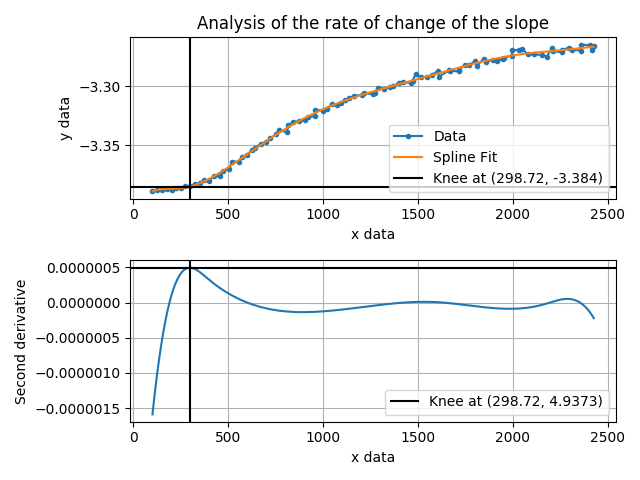 Analysis of the rate of change of the slope
−3.30
−3.35
y data
Data
Spline Fit
Knee at (298.72, -3.384)
0 500 1000 1500 2000 2500
x data
0.0000005
0.0000000
−0.0000005
−0.0000010
−0.0000015
Second derivative
Knee at (298.72, 4.9373)
0 500 1000 1500 2000 2500
x data